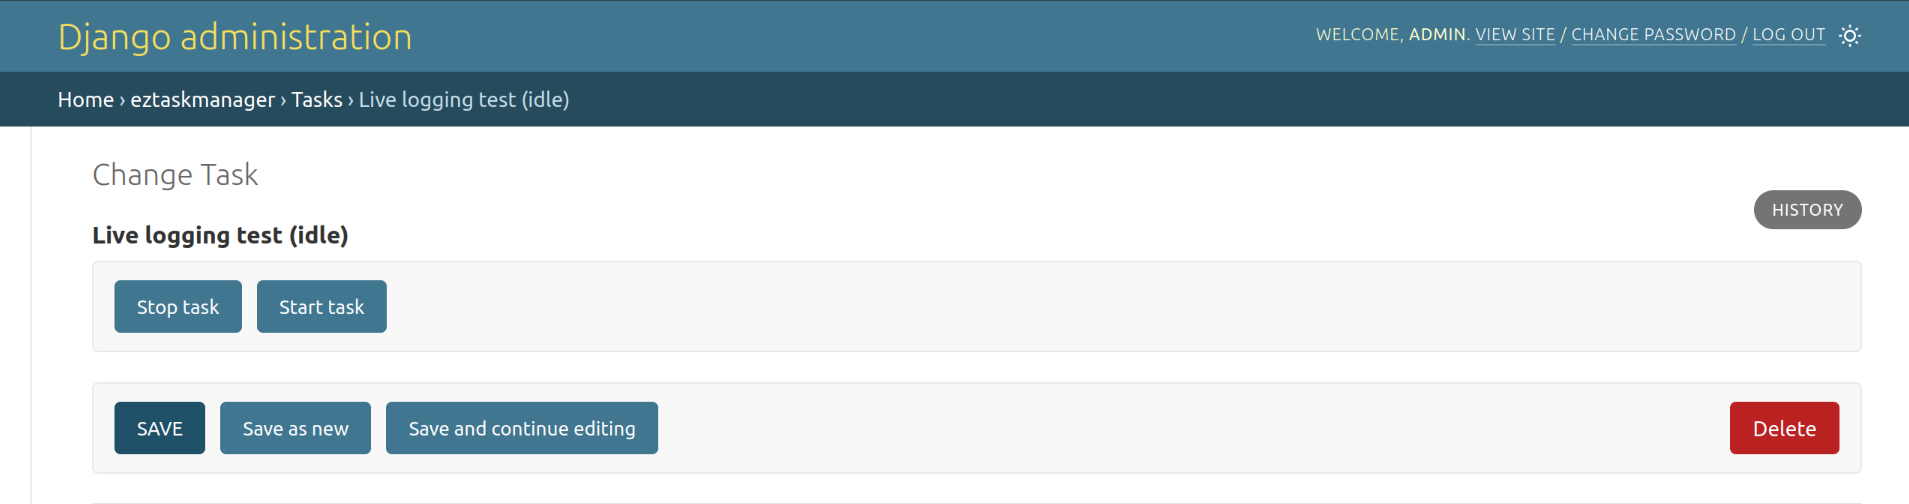 Django administration
WELCOME, ADMIN. VIEW SITE / CHANGE PASSWORD / LOG OUT
Home › eztaskmanager › Tasks › Live logging test (idle)
Change Task
HISTORY
Live logging test (idle)
Stop task Start task
SAVE Save as new Save and continue editing Delete